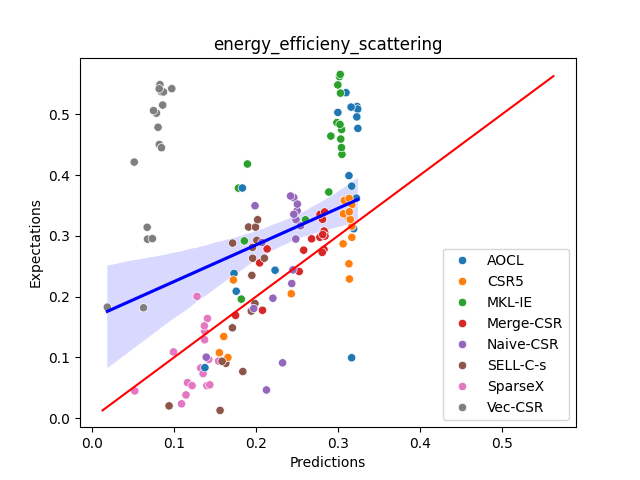 energy_efficieny_scattering
Expectations
0.5
0.4
0.3
0.2
0.1
0.0
0.0 0.1 0.2 0.3 0.4 0.5
Predictions
AOCL
CSR5
MKL-IE
Merge-CSR
Naive-CSR
SELL-C-s
SparseX
Vec-CSR